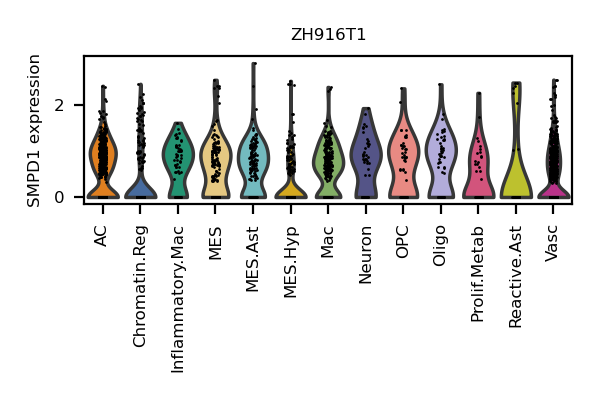 ZH916T1
SMPD1 expression
2
0
AC
Chromatin.Reg
Inflammatory.Mac
MES
MES.Ast
MES.Hyp
Mac
Neuron
OPC
Oligo
Prolif.Metab
Reactive.Ast
Vasc